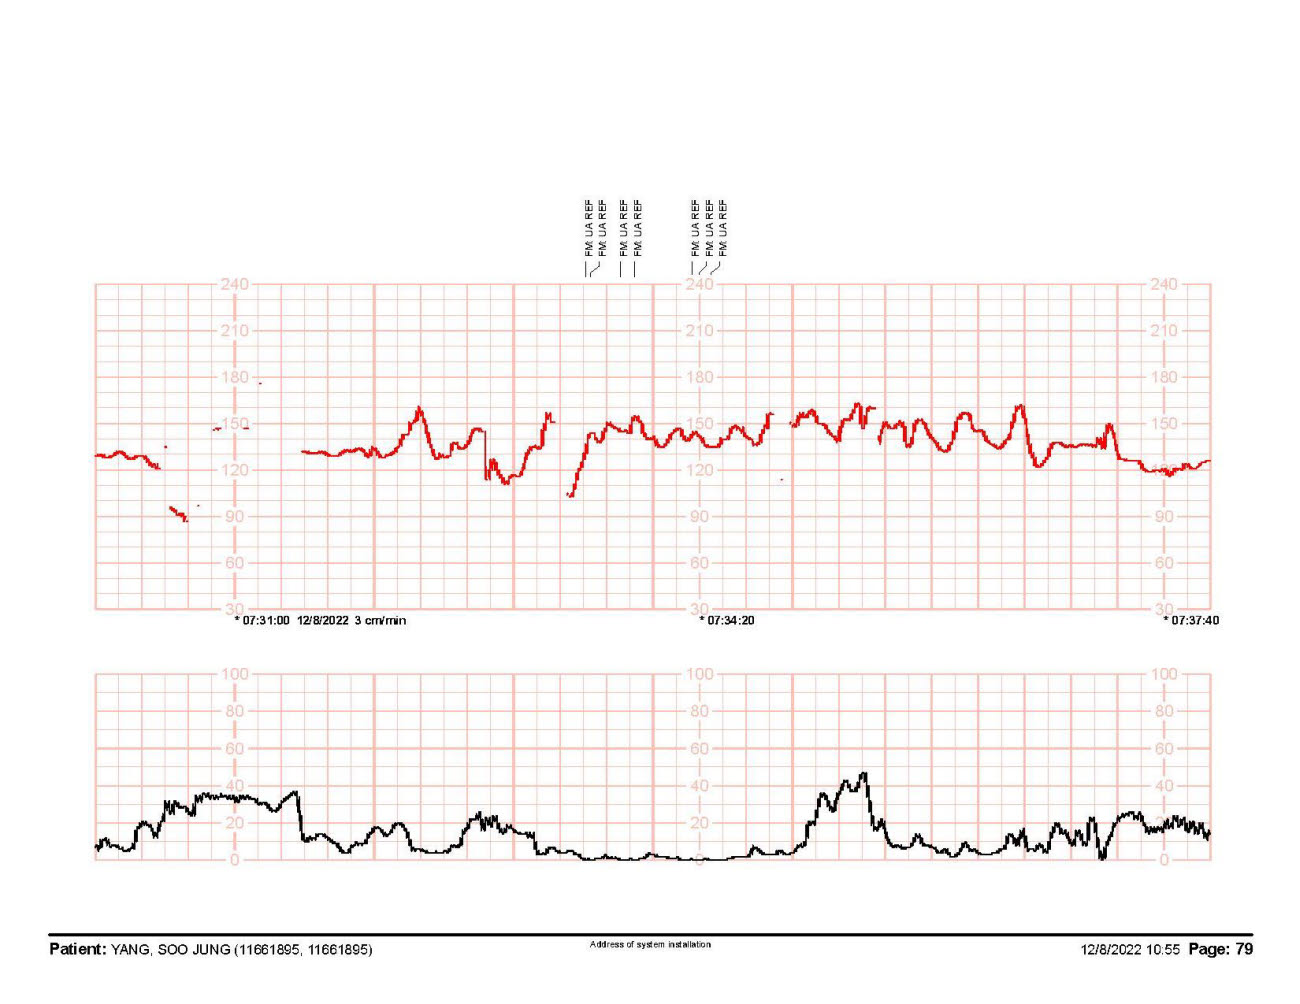 FM: UA REF
FM: UA REF
FM: UA REF
FM: UA REF
FM: UA REF
FM: UA REF
FM: UA REF
240 240 240
210 210 210
180 180 180
150 150 150
120 120 120
90 90 90
60 60 60
30 30 30
* 07:31:00 12/8/2022 3 cm/min * 07:34:20 * 07:37:40
100 100 100
80 80 80
60 60 60
40 40 40
20 20 20
0 0 0
Patient: YANG, SOO JUNG (11661895, 11661895) Address of system installation 12/8/2022 10:55 Page: 79